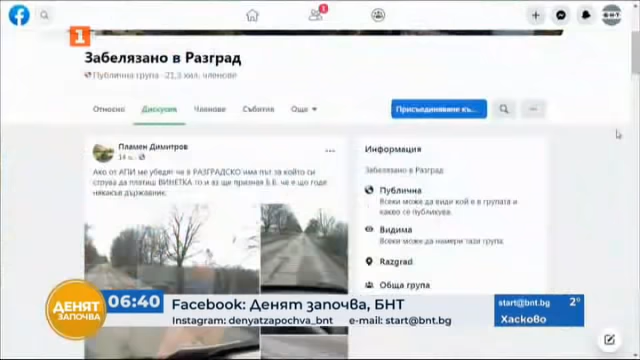 1
1
Б·Н·Т
Забелязано в Разград
Публична група · 21,3 хил. членове
Относно Дискусия Членове Събития Още
Присъединяване къ...
Пламен Димитров
14 ч.
Ако от АПИ ме убедят че в РАЗГРАДСКО има път за който си
струва да платиш ВИНЕТКА то и аз ще призная Б.Б. че е що годе
някакъв държавник.
Информация
Забелязано в Разград
Публична
Всеки може да види кой е в групата и
какво се публикува.
Видима
Всеки може да намери тази група.
Razgrad
Обща група
ДЕНЯТ
ЗАПОЧВА
06:40
Facebook: Денят започва, БНТ
Instagram: denyatzapochva_bnt e-mail: start@bnt.bg
start@bnt.bg 2°
Хасково